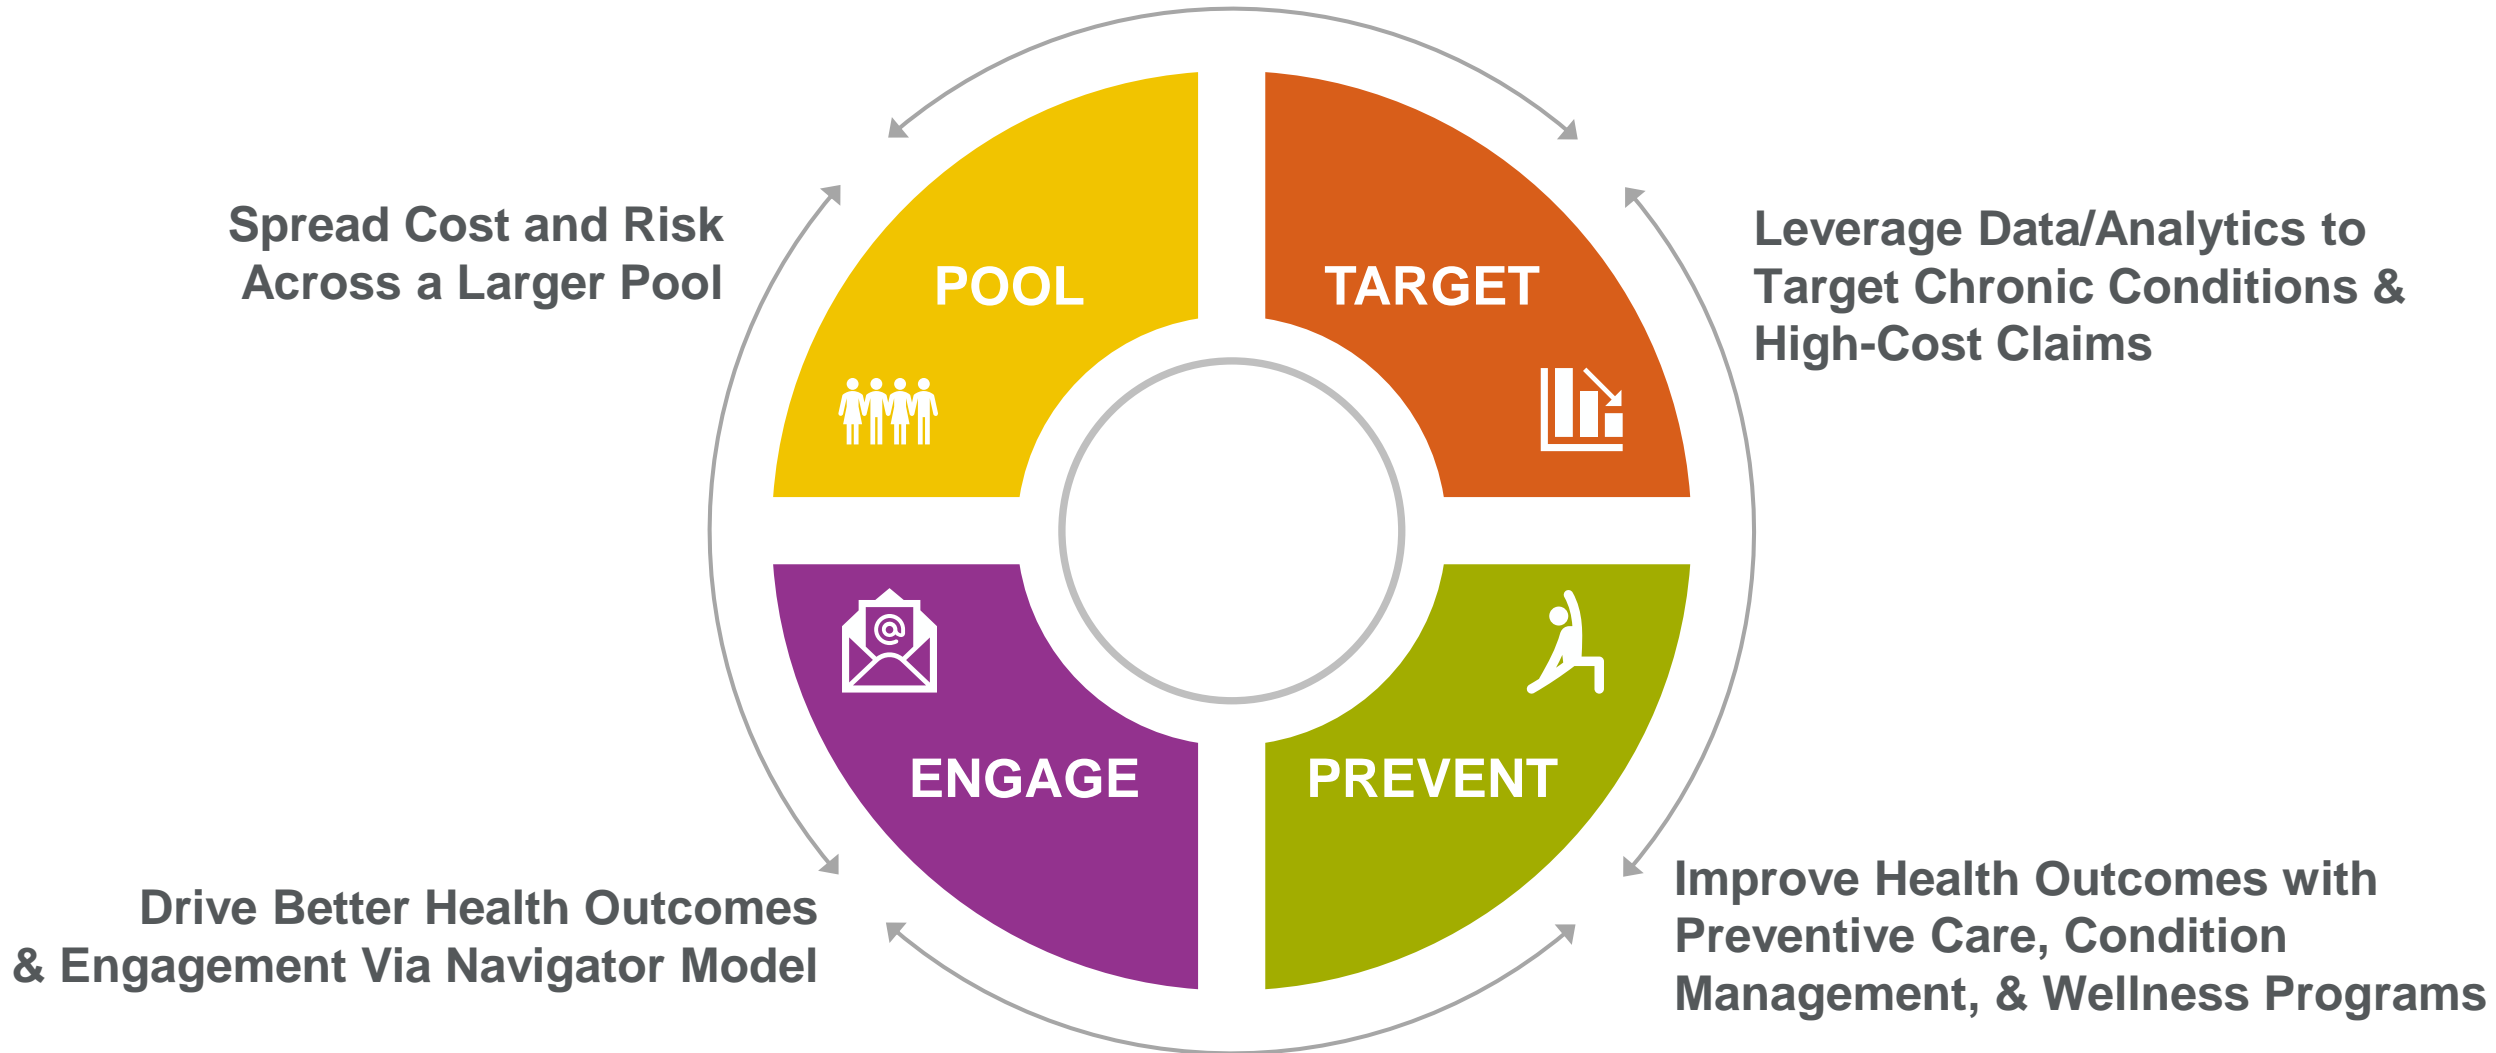 Spread Cost and Risk
Across a Larger Pool
POOL
TARGET
Leverage Data/Analytics to
Target Chronic Conditions &
High-Cost Claims
@
ENGAGE
PREVENT
Drive Better Health Outcomes
& Engagement Via Navigator Model
Improve Health Outcomes with
Preventive Care, Condition
Management, & Wellness Programs